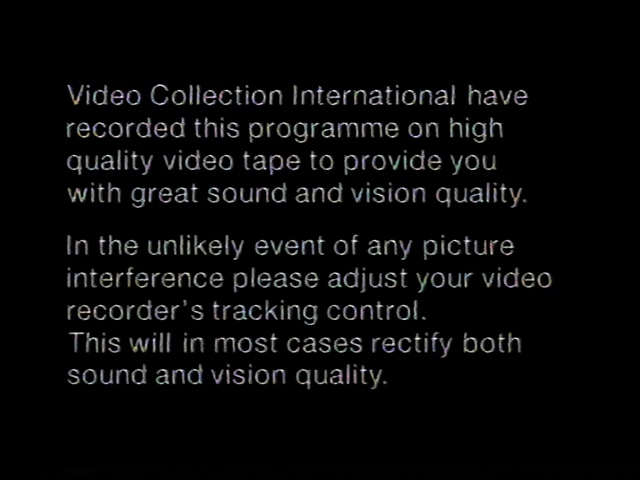 Video Collection International have
recorded this programme on high
quality video tape to provide you
with great sound and vision quality.
In the unlikely event of any picture
interference please adjust your video
recorder's tracking control.
This will in most cases rectify both
sound and vision quality.